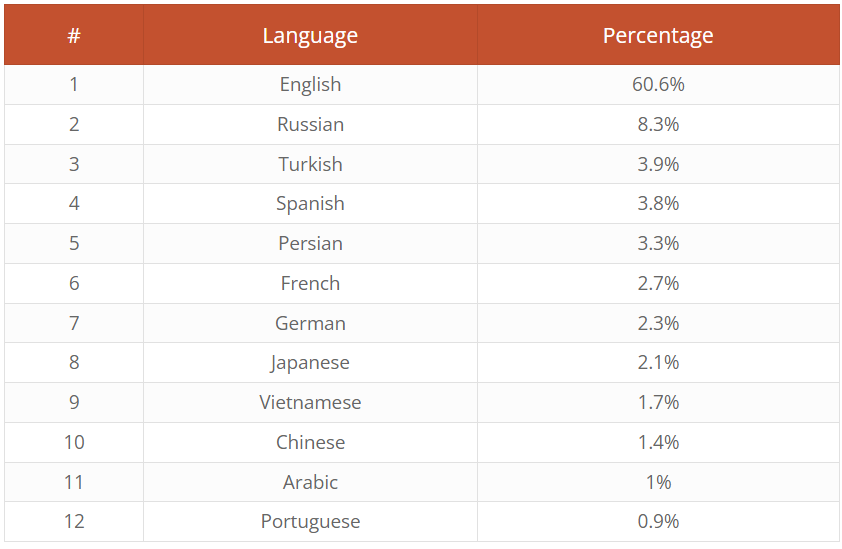 # Language Percentage
1 English 60.6%
2 Russian 8.3%
3 Turkish 3.9%
4 Spanish 3.8%
5 Persian 3.3%
6 French 2.7%
7 German 2.3%
8 Japanese 2.1%
9 Vietnamese 1.7%
10 Chinese 1.4%
11 Arabic 1%
12 Portuguese 0.9%